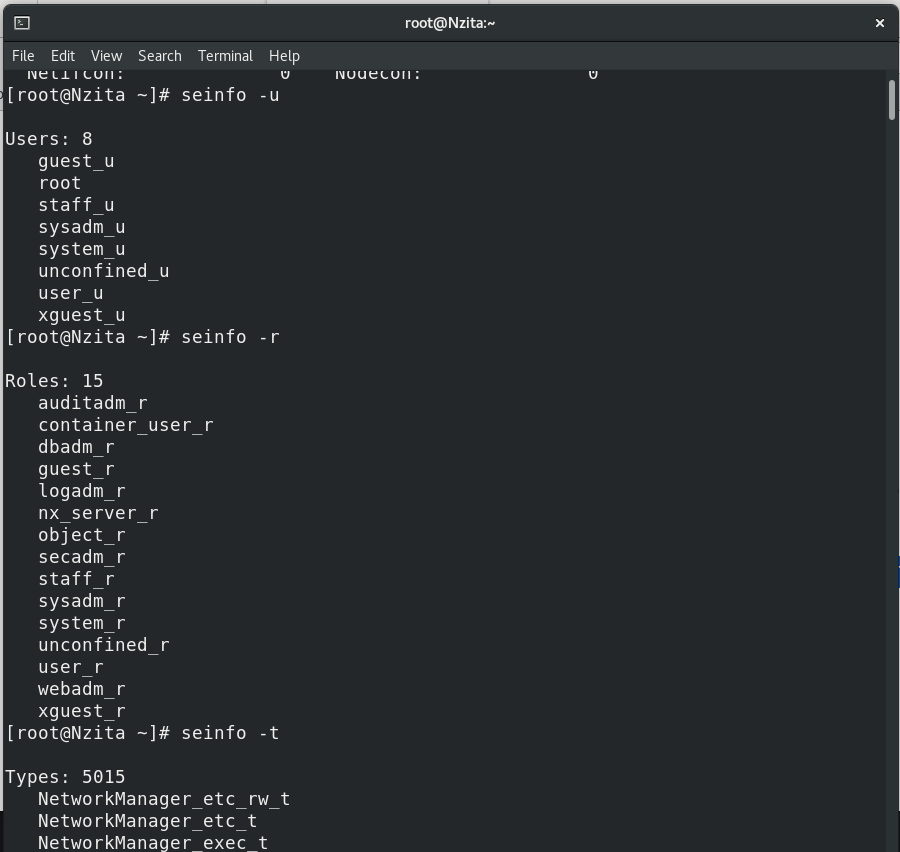 root@Nzita:~
File Edit View Search Terminal Help
Netifcon: 0 Nodecon: 0
[root@Nzita ~]# seinfo -u
Users: 8
guest_u
root
staff_u
sysadm_u
system_u
unconfined_u
user_u
xguest_u
[root@Nzita ~]# seinfo -r
Roles: 15
auditadm_r
container_user_r
dbadm_r
guest_r
logadm_r
nx_server_r
object_r
secadm_r
staff_r
sysadm_r
system_r
unconfined_r
user_r
webadm_r
xguest_r
[root@Nzita ~]# seinfo -t
Types: 5015
NetworkManager_etc_rw_t
NetworkManager_etc_t
NetworkManager_exec_t